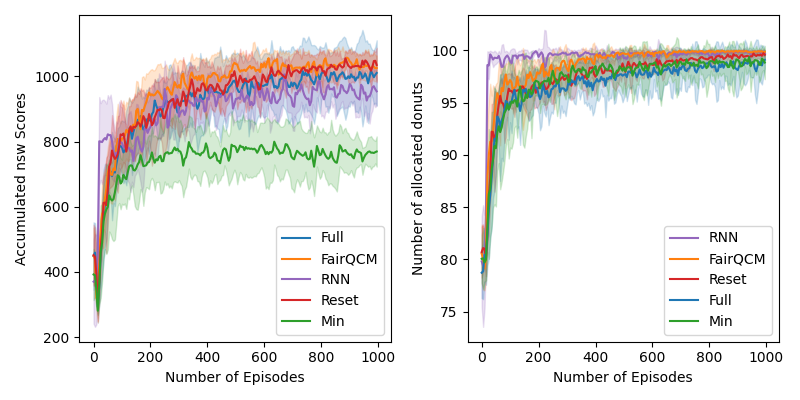 Accumulated nsw Scores
1000
800
600
400
200
0 200 400 600 800 1000
Number of Episodes
Full
FairQCM
RNN
Reset
Min
Number of allocated donuts
100
95
90
85
80
75
0 200 400 600 800 1000
Number of Episodes
RNN
FairQCM
Reset
Full
Min